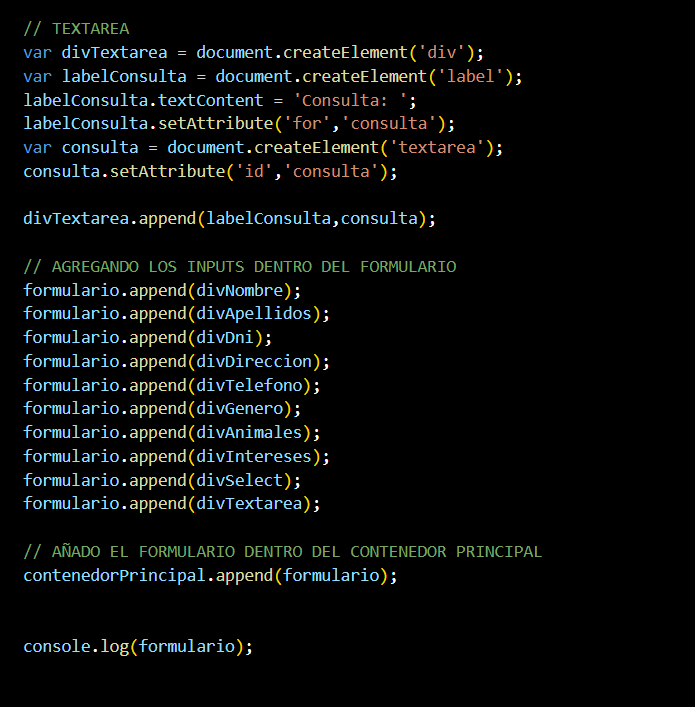 // TEXTAREA
var divTextarea = document.createElement('div');
var labelConsulta = document.createElement('label');
labelConsulta.textContent = 'Consulta: ';
labelConsulta.setAttribute('for','consulta');
var consulta = document.createElement('textarea');
consulta.setAttribute('id','consulta');
divTextarea.append(labelConsulta,consulta);
// AGREGANDO LOS INPUTS DENTRO DEL FORMULARIO
formulario.append(divNombre);
formulario.append(divApellidos);
formulario.append(divDni);
formulario.append(divDireccion);
formulario.append(divTelefono);
formulario.append(divGenero);
formulario.append(divAnimales);
formulario.append(divIntereses);
formulario.append(divSelect);
formulario.append(divTextarea);
// AÑADO EL FORMULARIO DENTRO DEL CONTENEDOR PRINCIPAL
contenedorPrincipal.append(formulario);
console.log(formulario);